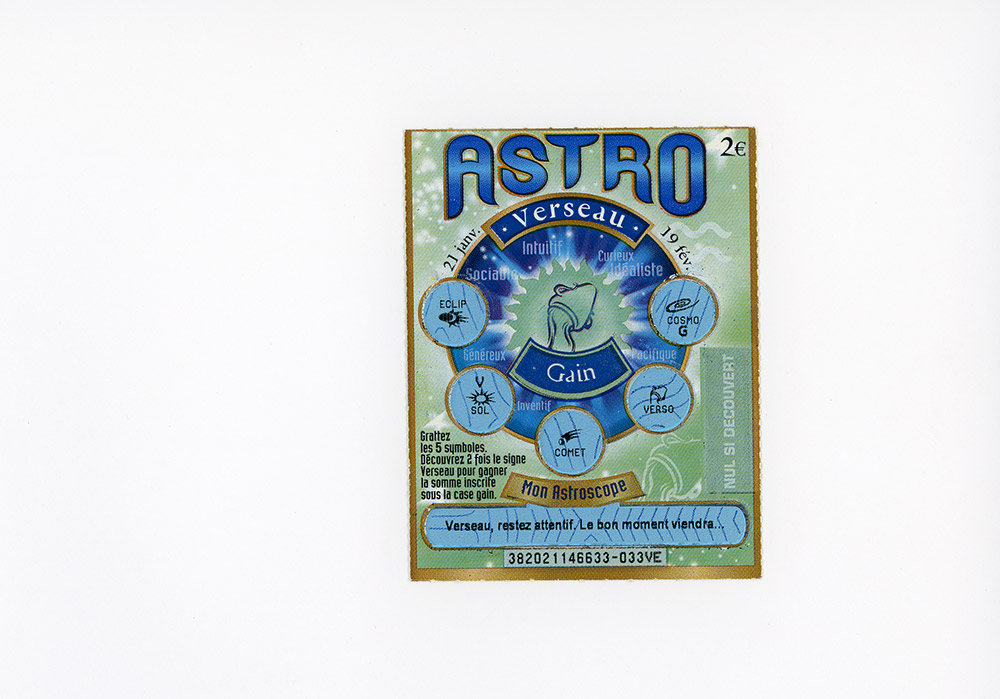 ASTRO
2€
Verseau
21 janv.
19 fév.
Intuitif
Curieux
Sociable
Idéaliste
ECLIP
COSMO
G
Généreux
Pacifique
Gain
V
SOL
VERSO
Inventif
COMET
NUL SI DECOUVERT
Grattez
les 5 symboles.
Découvrez 2 fois le signe
Verseau pour gagner
la somme inscrite
sous la case gain.
Mon Astroscope
Verseau, restez attentif. Le bon moment viendra...
382021146633-033VE